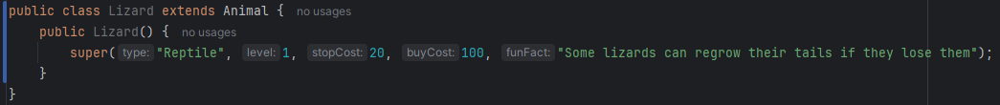 public class Lizard extends Animal { no usages
public Lizard() { no usages
super( type: "Reptile", level: 1, stopCost: 20, buyCost: 100, funFact: "Some lizards can regrow their tails if they lose them");
}
}